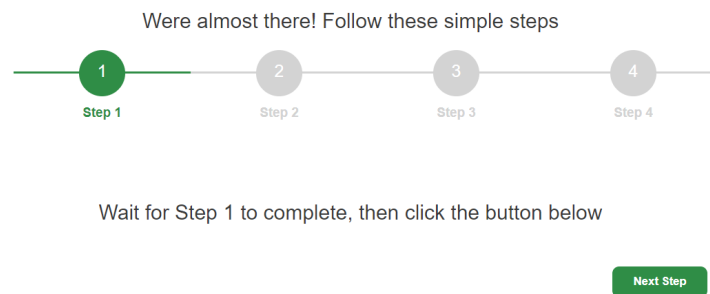 Were almost there! Follow these simple steps
1 2 3 4
Step 1 Step 2 Step 3 Step 4
Wait for Step 1 to complete, then click the button below
Next Step